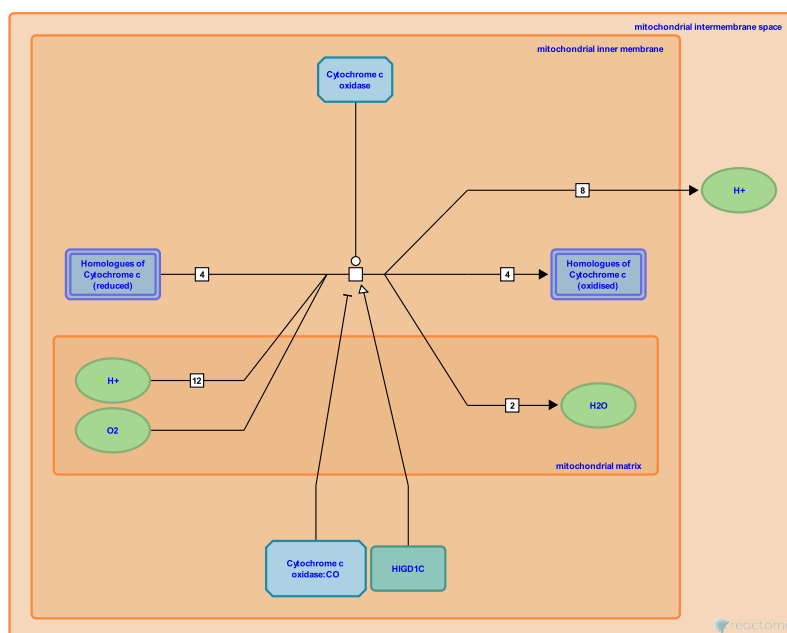 mitochondrial intermembrane space
mitochondrial inner membrane
Cytochrome c
oxidase
8
H+
Homologues of
Cytochrome c
(reduced)
4
4
Homologues of
Cytochrome c
(oxidised)
H+
12
O2
2
H2O
mitochondrial matrix
Cytochrome c
oxidase:CO
HIGD1C
reactome